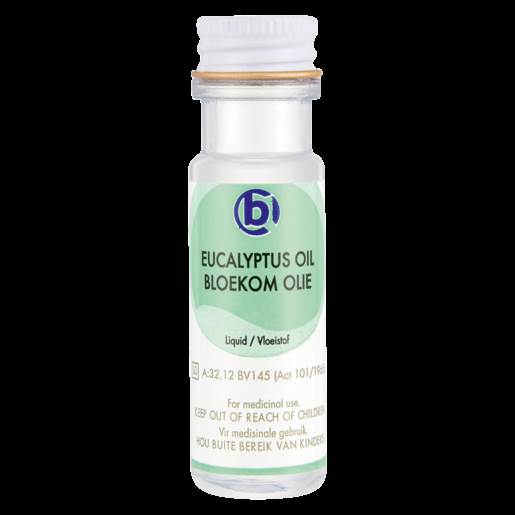 b
EUCALYPTUS OIL
BLOEKOM OLIE
Liquid / Vloeistof
A:32.12 BV145 (Act 101/196
For medicinal use.
KEEP OUT OF REACH OF CHILDREN
Vir medisinale gebruik.
HOU BUITE BEREIK VAN KINDERS